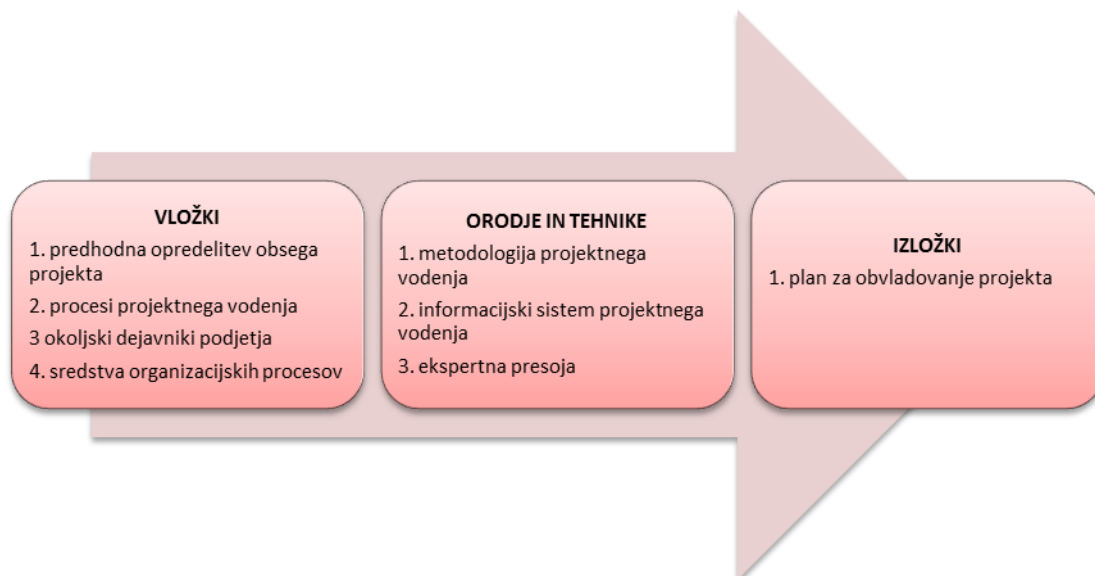 VLOŽKI
1. predhodna opredelitev obsega
projekta
2. procesi projektnega vodenja
3 okoljski dejavniki podjetja
4. sredstva organizacijskih procesov
ORODJE IN TEHNIKE
1. metodologija projektnega
vodenja
2. informacijski sistem projektnega
vodenja
3. ekspertna presoja
IZLOŽKI
1. plan za obvladovanje projekta